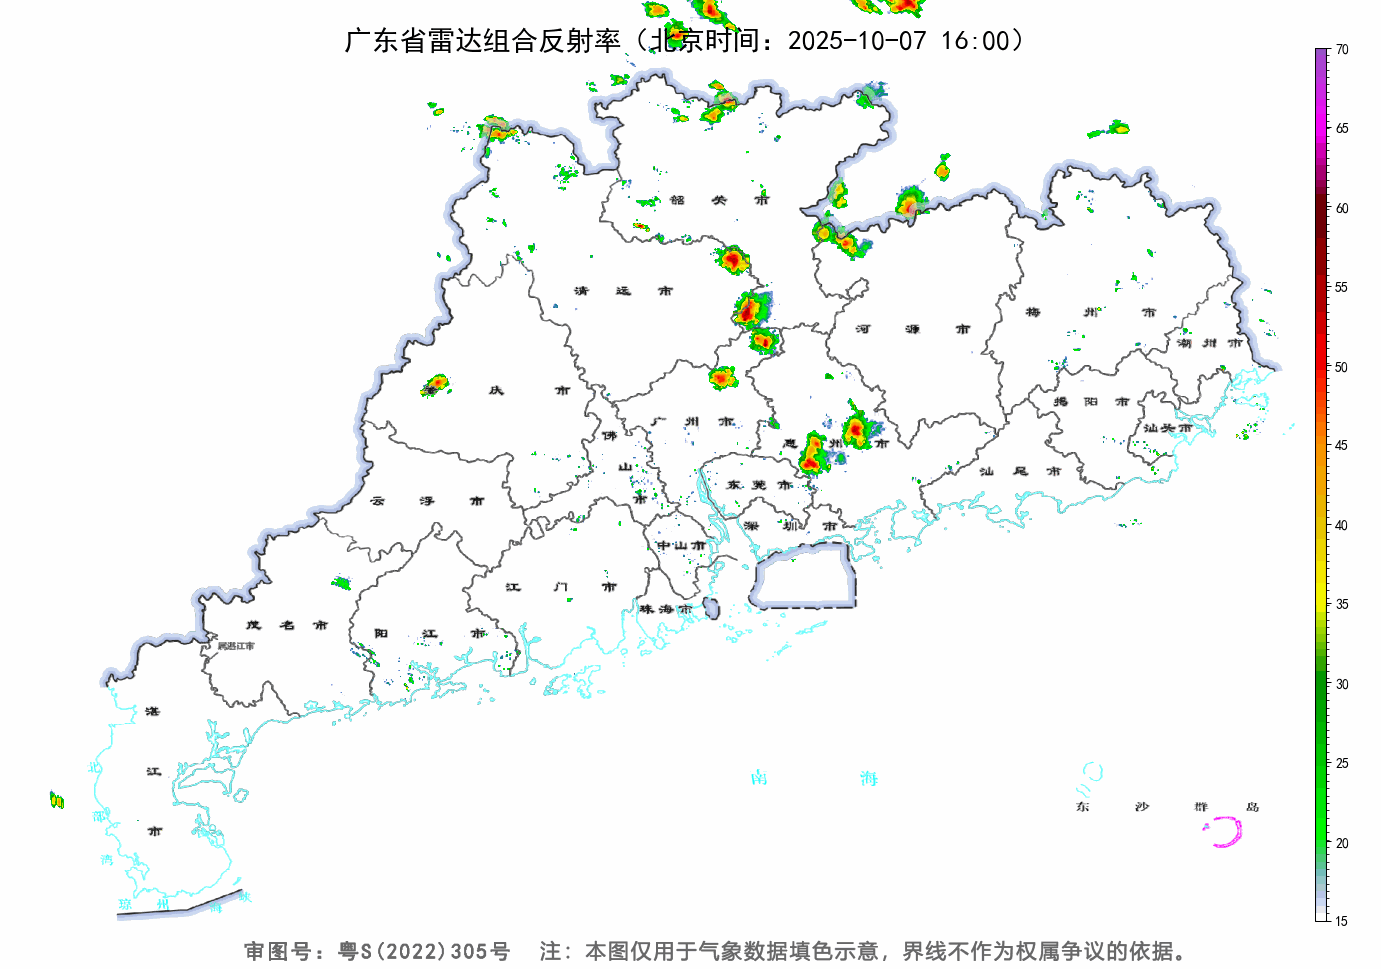 广东省雷达组合反射率（北京时间：2025-10-07 16:00）
70
65
60
55
50
45
40
35
30
25
20
15
韶关市
清远市
河源市
梅州市
潮州市
肇庆市
广州市
揭阳市
汕头市
佛山市
惠州市
汕尾市
云浮市
东莞市
深圳市
中山市
江门市
珠海市
茂名市
阳江市
属湛江市
湛江市
北部湾
南海
东沙群岛
琼州海峡
审图号：粤S(2022)305号 注：本图仅用于气象数据填色示意，界线不作为权属争议的依据。